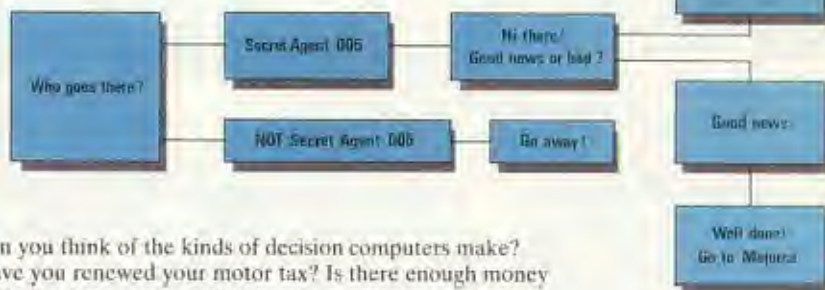 Who goes there?
Secret Agent 006
Hi there!
Good news or bad?
NOT Secret Agent 006
Go away!
Good news
Well done!
Go to Majorca
n you think of the kinds of decision computers make?
ve you renewed your motor tax? Is there enough money